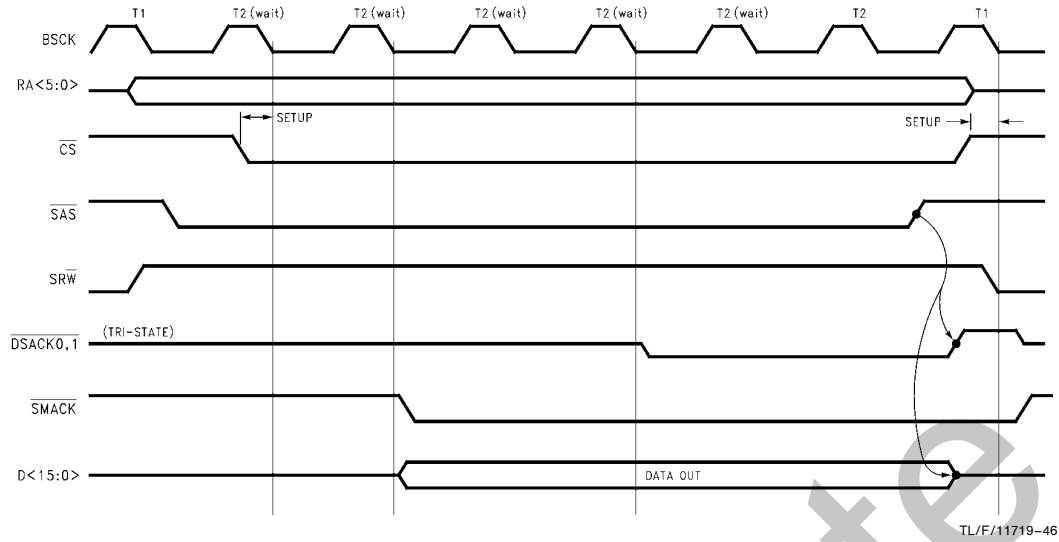 T1 T2 (wait) T2 (wait) T2 (wait) T2 (wait) T2 (wait) T2 T1
BSCK
RA<5:0>
SETUP SETUP
CS
SAS
SRW
(TRI-STATE)
DSACK0,1
SMACK
D<15:0> DATA OUT
te
TL/F/11719-46